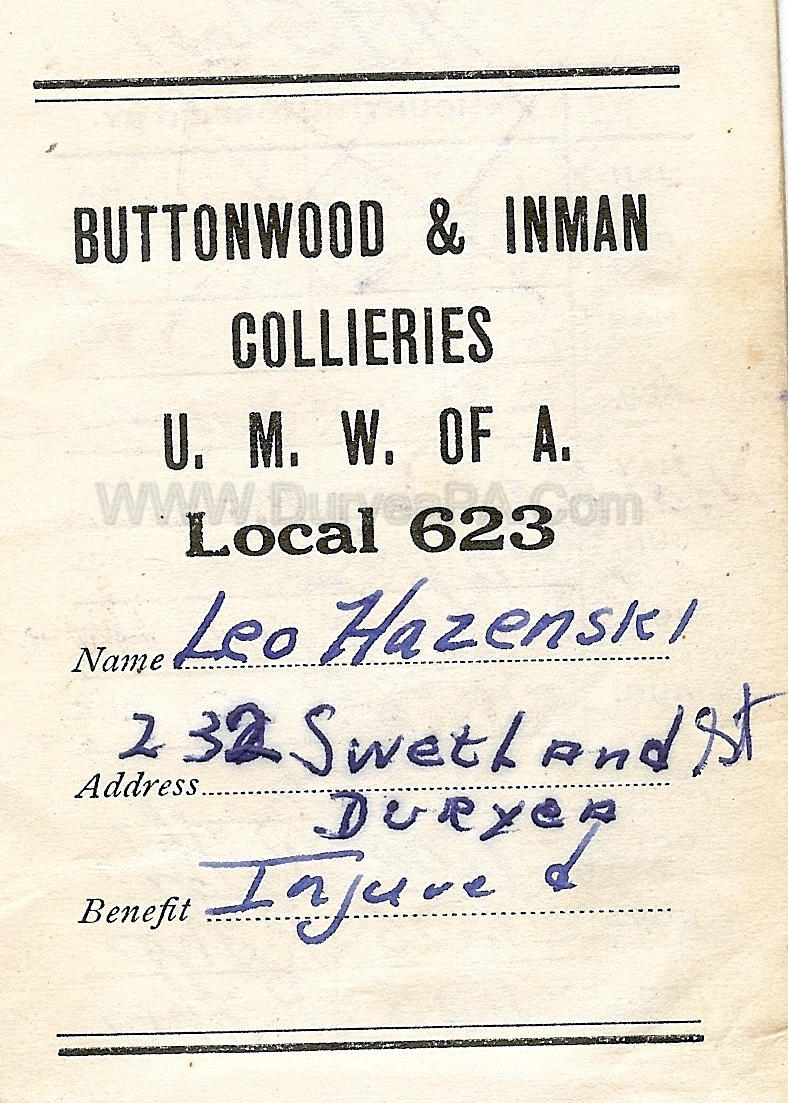 BUTTONWOOD & INMAN
COLLIERIES
U. M. W. OF A.
WWW.DuryeaPA.Com
Local 623
Name Leo Hazenski
232 Swetland St
Address
Duryea
Benefit Injured